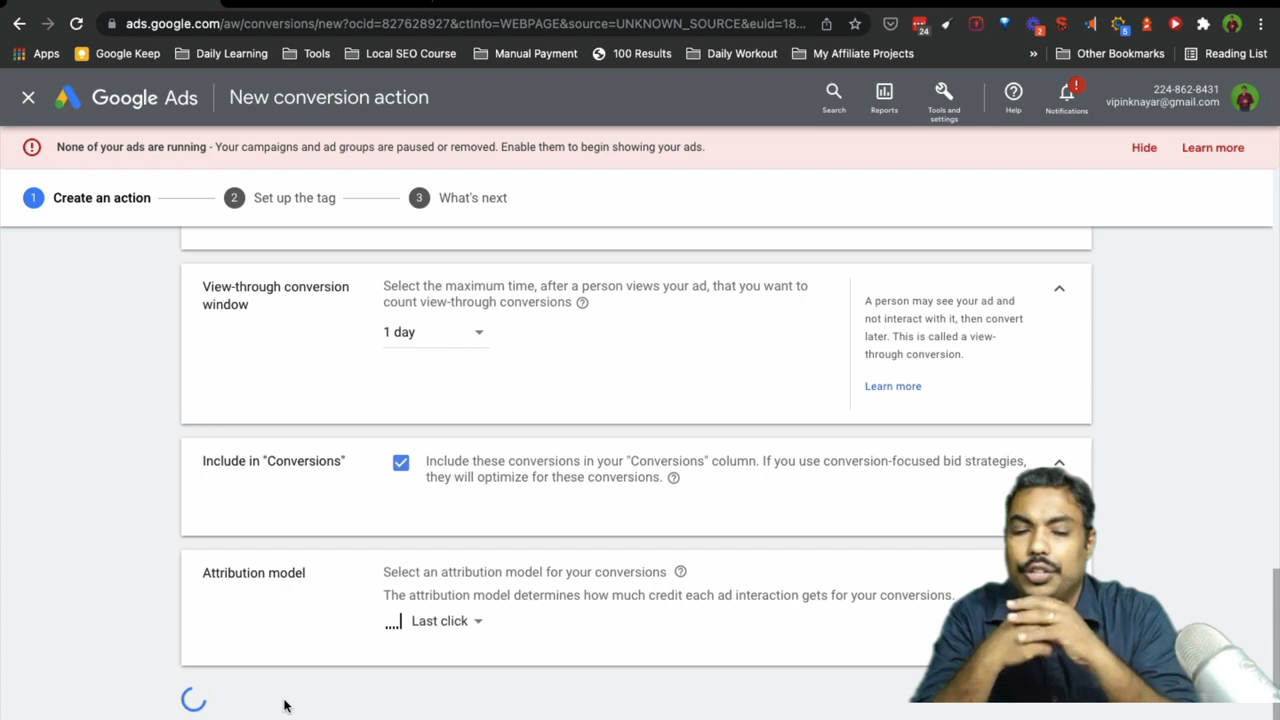 ads.google.com/aw/conversions/new?ocid=827628927&ctInfo=WEBPAGE&source=UNKNOWN_SOURCE&euid=18...
24
2
5
Apps
Google Keep
Daily Learning
Tools
Local SEO Course
Mutual Payment
100 Results
Daily Workout
My Affiliate Projects
»
Other Bookmarks
Reading List
Google Ads
New conversion action
Search
Reports
Tools and
settings
Help
!
Notifications
224-862-8431
vipinknayar@gmail.com
! None of your ads are running - Your campaigns and ad groups are paused or removed. Enable them to begin showing your ads.
Hide
Learn more
1 Create an action
2 Set up the tag
3 What's next
View-through conversion
window
Select the maximum time, after a person views your ad, that you want to
count view-through conversions ?
1 day
A person may see your ad and
not interact with it, then convert
later. This is called a view-
through conversion.
Learn more
Include in "Conversions"
Include these conversions in your "Conversions" column. If you use conversion-focused bid strategies,
they will optimize for these conversions. ?
Attribution model
Select an attribution model for your conversions ?
The attribution model determines how much credit each ad interaction gets for your conversions.
Last click